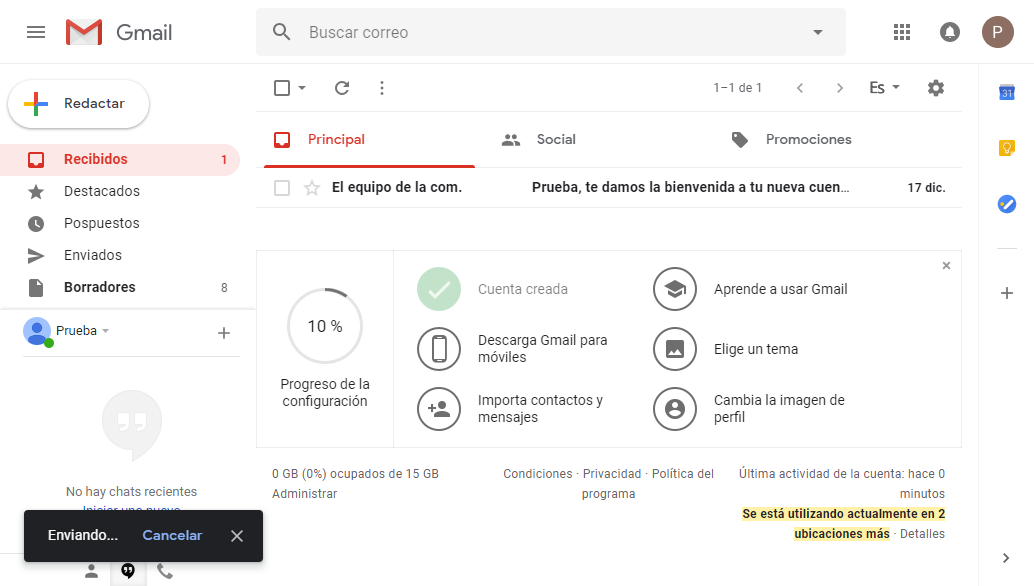 Gmail
Buscar correo
P
Redactar
1–1 de 1
Es
31
Principal
Social
Promociones
Recibidos 1
El equipo de la com. Prueba, te damos la bienvenida a tu nueva cuen... 17 dic.
Destacados
Pospuestos
Enviados
Borradores 8
Prueba
10 %
Progreso de la
configuración
Cuenta creada
Aprende a usar Gmail
Descarga Gmail para
móviles
Elige un tema
Importa contactos y
mensajes
Cambia la imagen de
perfil
0 GB (0%) ocupados de 15 GB
Administrar
Condiciones · Privacidad · Política del
programa
Última actividad de la cuenta: hace 0
minutos
Se está utilizando actualmente en 2
ubicaciones más · Detalles
No hay chats recientes
Iniciar uno nuevo
Enviando... Cancelar